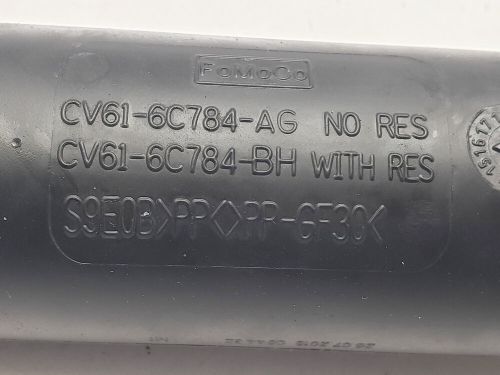 FoMoCo
CV61-6C784-AG NO RES
CV61-6C784-BH WITH RES
S9E0B>PP<>PP-GF30<